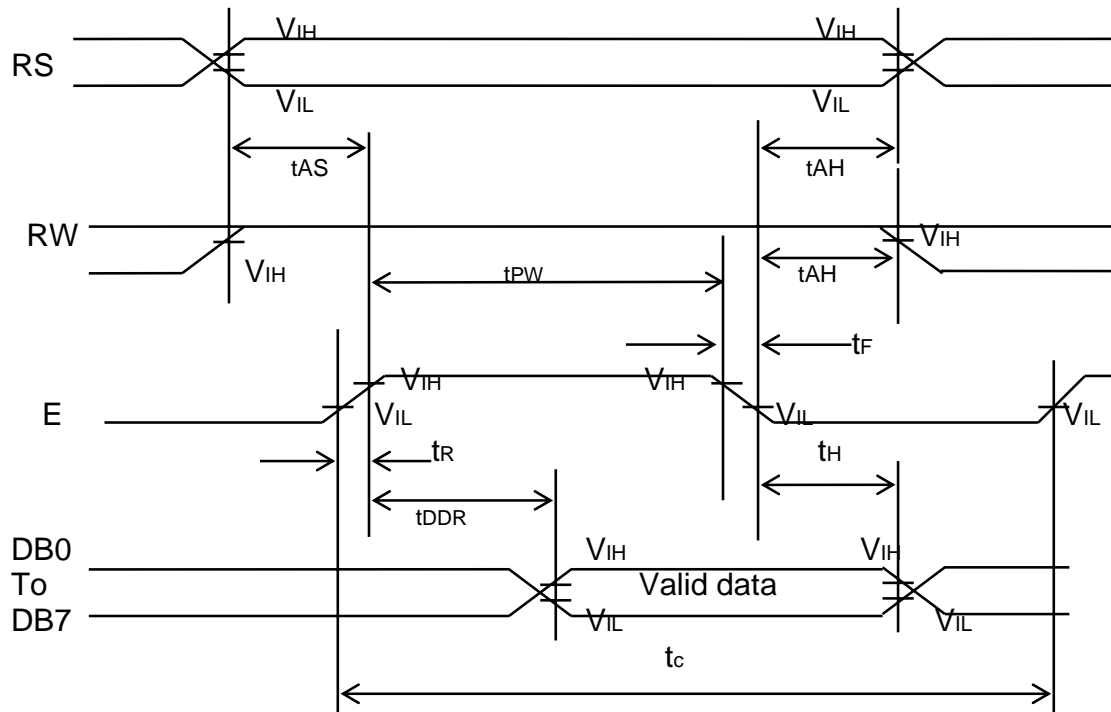 VIH VIH
RS
VIL VIL
tAS tAH
RW VIH
VIH tPW tAH
tF
VIH VIH
E VIL VIL VIL
tR tH
tDDR
DB0 VIH VIH
To Valid data
DB7 VIL VIL
tc